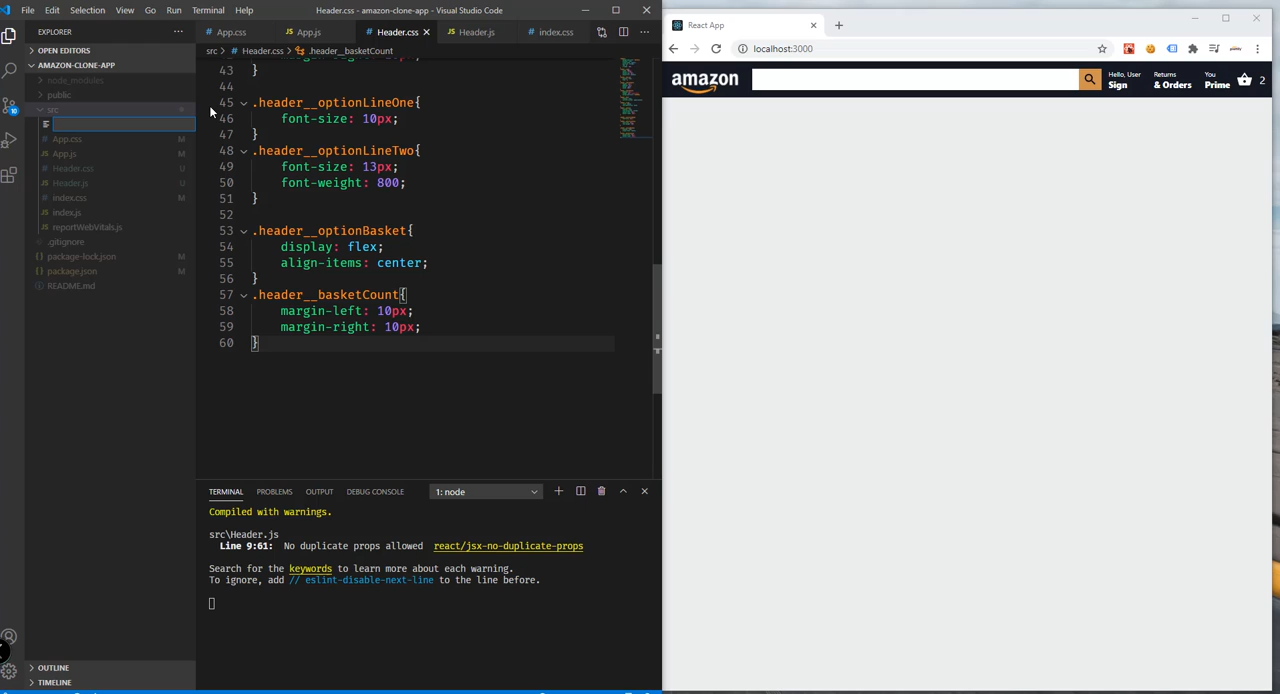 File Edit Selection View Go Run Terminal Help
Header.css - amazon-clone-app - Visual Studio Code
EXPLORER
OPEN EDITORS
AMAZON-CLONE-APP
node_modules
public
src
App.css M
App.js M
Header.css U
Header.js U
index.css M
index.js
reportWebVitals.js
.gitignore
package-lock.json M
package.json M
README.md
OUTLINE
TIMELINE
App.css App.js Header.css Header.js index.css
src > Header.css > .header__basketCount
43 }
44
45 .header__optionLineOne{
46 font-size: 10px;
47 }
48 .header__optionLineTwo{
49 font-size: 13px;
50 font-weight: 800;
51 }
52
53 .header__optionBasket{
54 display: flex;
55 align-items: center;
56 }
57 .header__basketCount{
58 margin-left: 10px;
59 margin-right: 10px;
60 }
TERMINAL PROBLEMS OUTPUT DEBUG CONSOLE 1: node
Compiled with warnings.
src\Header.js
Line 9:61: No duplicate props allowed react/jsx-no-duplicate-props
Search for the keywords to learn more about each warning.
To ignore, add // eslint-disable-next-line to the line before.
React App
localhost:3000
amazon
Hello, User
Sign
Returns
& Orders
You
Prime
2